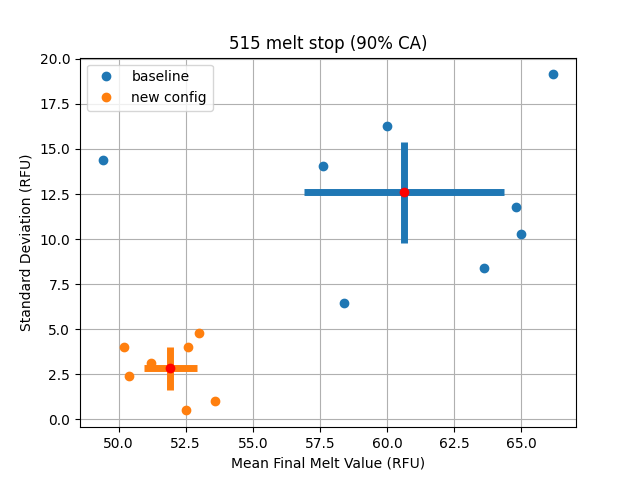 515 melt stop (90% CA)
baseline
new config
20.0
17.5
15.0
12.5
10.0
7.5
5.0
2.5
0.0
Standard Deviation (RFU)
50.0 52.5 55.0 57.5 60.0 62.5 65.0
Mean Final Melt Value (RFU)